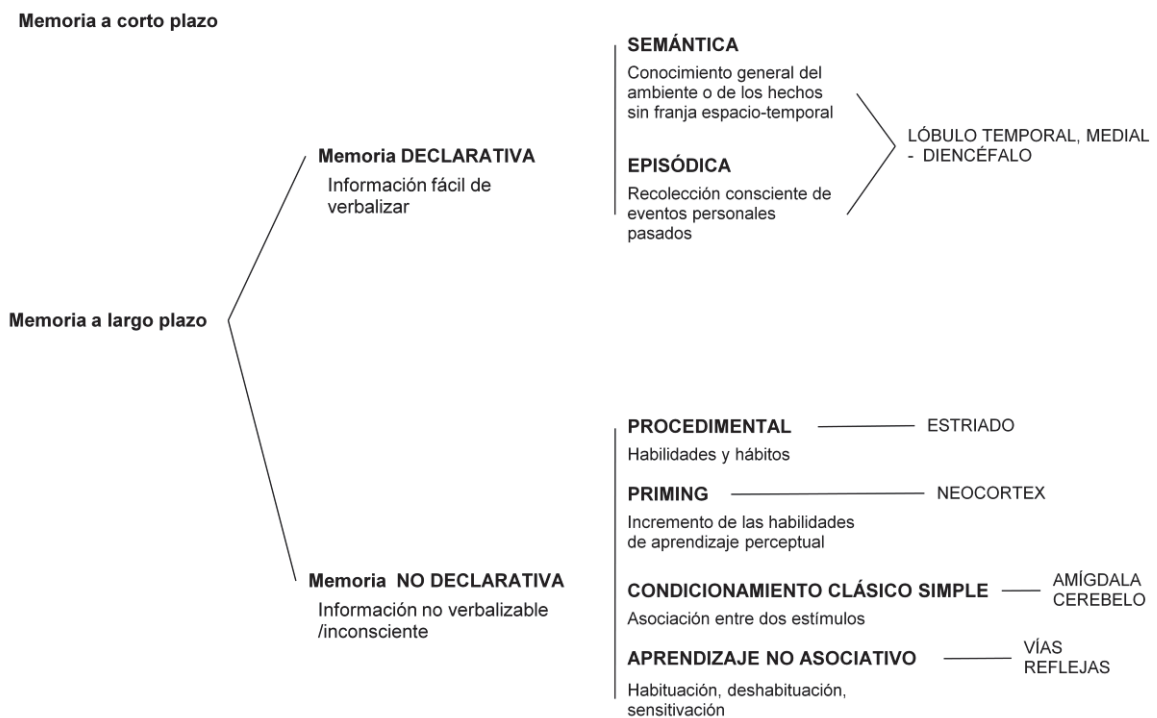 Memoria a corto plazo
SEMÁNTICA
Conocimiento general del
ambiente o de los hechos
sin franja espacio-temporal
LÓBULO TEMPORAL, MEDIAL
- DIENCÉFALO
Memoria DECLARATIVA
Información fácil de
verbalizar
EPISÓDICA
Recolección consciente de
eventos personales
pasados
Memoria a largo plazo
PROCEDIMENTAL
ESTRIADO
Habilidades y hábitos
PRIMING
NEOCORTEX
Incremento de las habilidades
de aprendizaje perceptual
Memoria NO DECLARATIVA
Información no verbalizable
/inconsciente
CONDICIONAMIENTO CLÁSICO SIMPLE
AMÍGDALA
CEREBELO
Asociación entre dos estímulos
APRENDIZAJE NO ASOCIATIVO
VÍAS
REFLEJAS
Habituación, deshabituación,
sensitivación